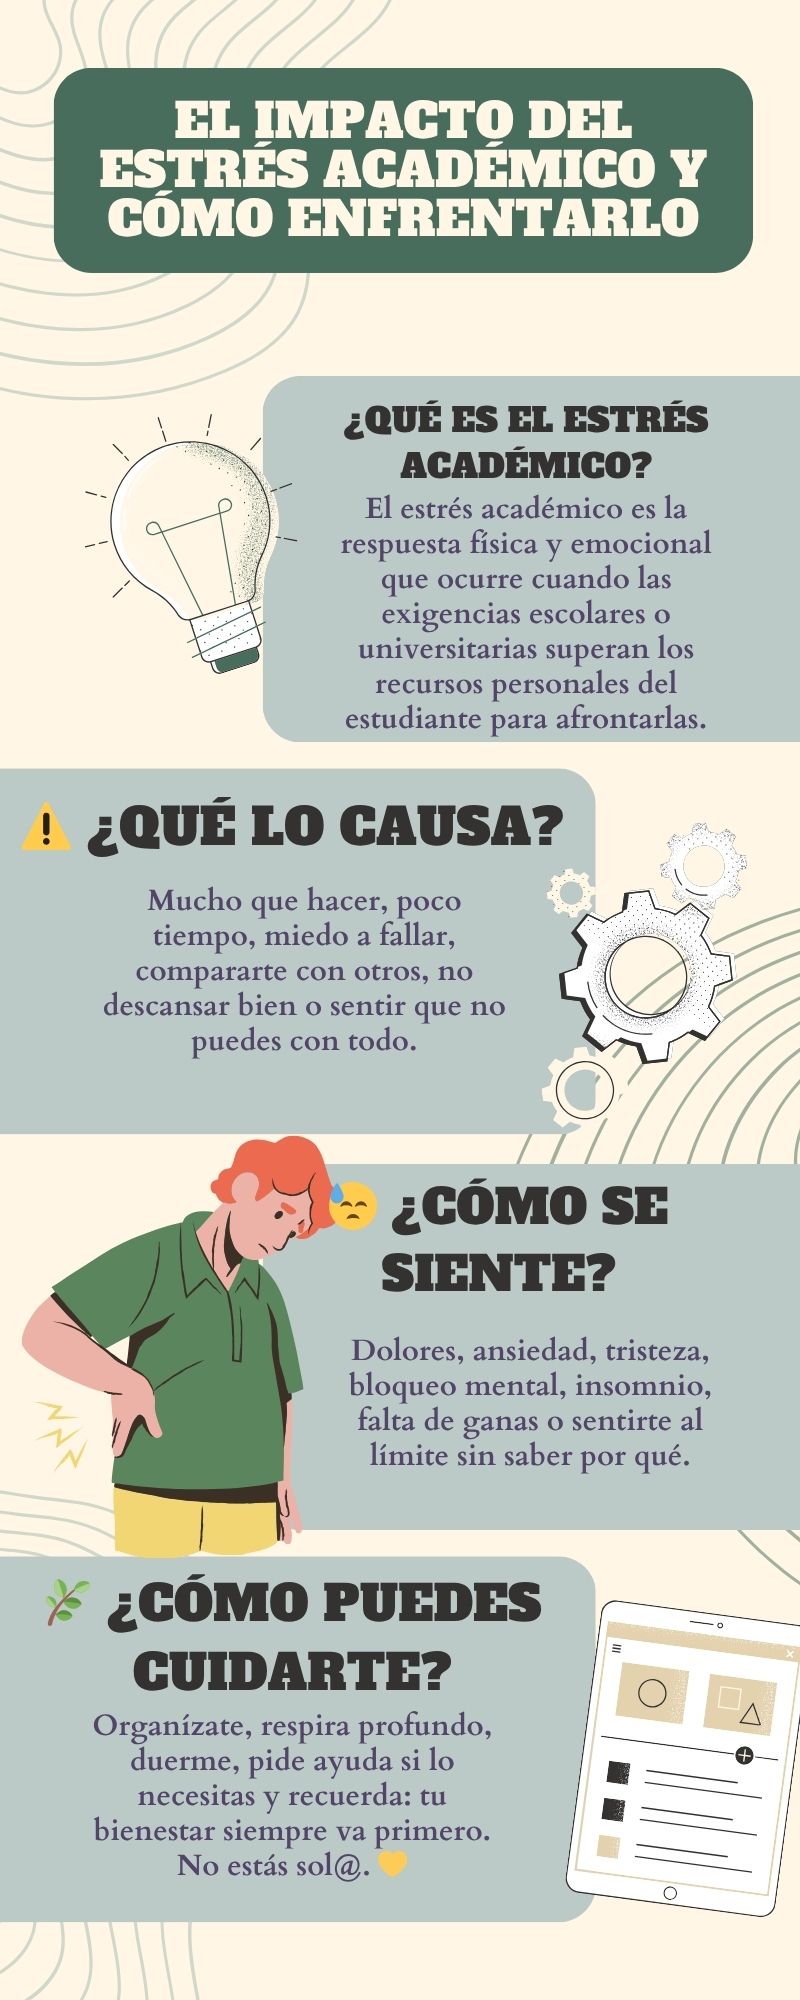 EL IMPACTO DEL
ESTRÉS ACADÉMICO Y
CÓMO ENFRENTARLO
¿QUÉ ES EL ESTRÉS
ACADÉMICO?
El estrés académico es la
respuesta física y emocional
que ocurre cuando las
exigencias escolares o
universitarias superan los
recursos personales del
estudiante para afrontarlas.
⚠️ ¿QUÉ LO CAUSA?
Mucho que hacer, poco
tiempo, miedo a fallar,
compararte con otros, no
descansar bien o sentir que no
puedes con todo.
😓 ¿CÓMO SE
SIENTE?
Dolores, ansiedad, tristeza,
bloqueo mental, insomnio,
falta de ganas o sentirte al
límite sin saber por qué.
🌿 ¿CÓMO PUEDES
CUIDARTE?
Organízate, respira profundo,
duerme, pide ayuda si lo
necesitas y recuerda: tu
bienestar siempre va primero.
No estás sol@. 💛